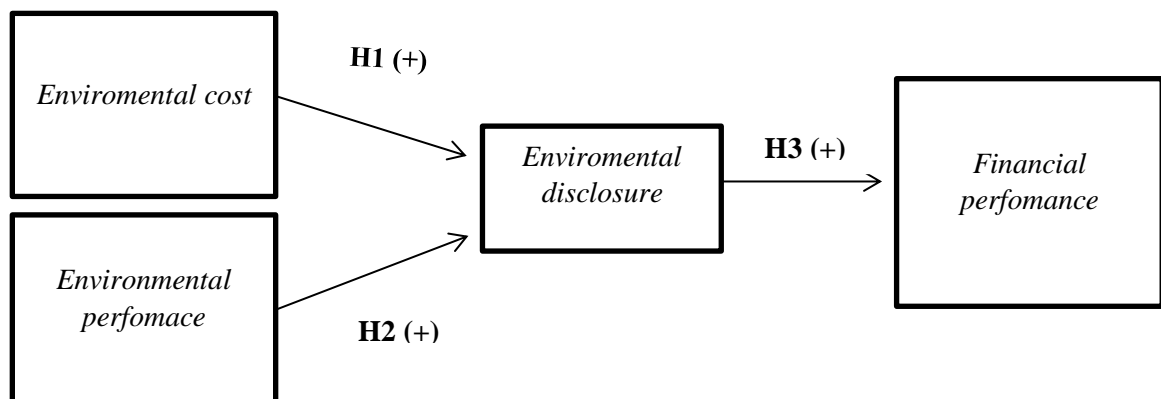 H1 (+)
Enviromental cost
Enviromental
disclosure
H3 (+)
Financial
perfomance
Environmental
perfomace
H2 (+)